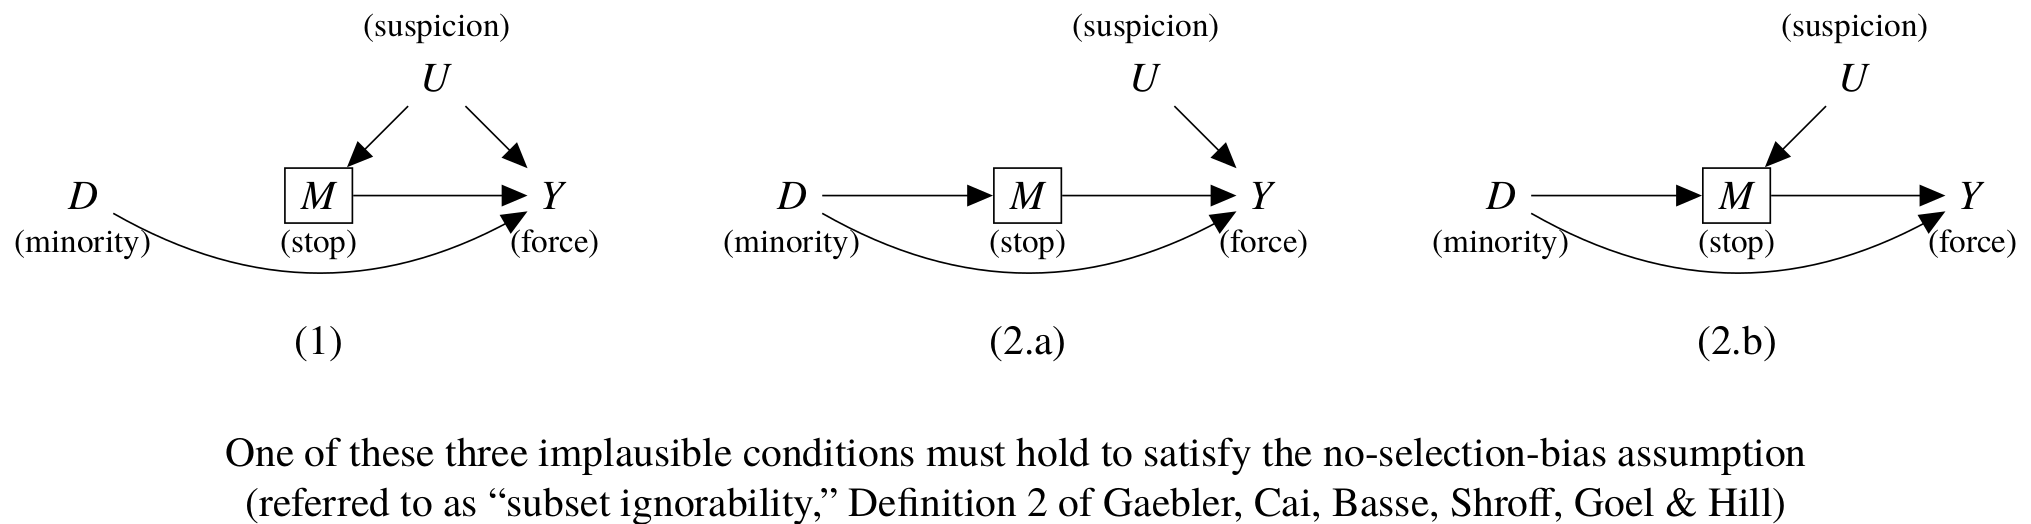 (suspicion) (suspicion) (suspicion)
U U U
D M Y D M Y D M Y
(minority) (stop) (force) (minority) (stop) (force) (minority) (stop) (force)
(1) (2.a) (2.b)
One of these three implausible conditions must hold to satisfy the no-selection-bias assumption
(referred to as “subset ignorability,” Definition 2 of Gaebler, Cai, Basse, Shroff, Goel & Hill)